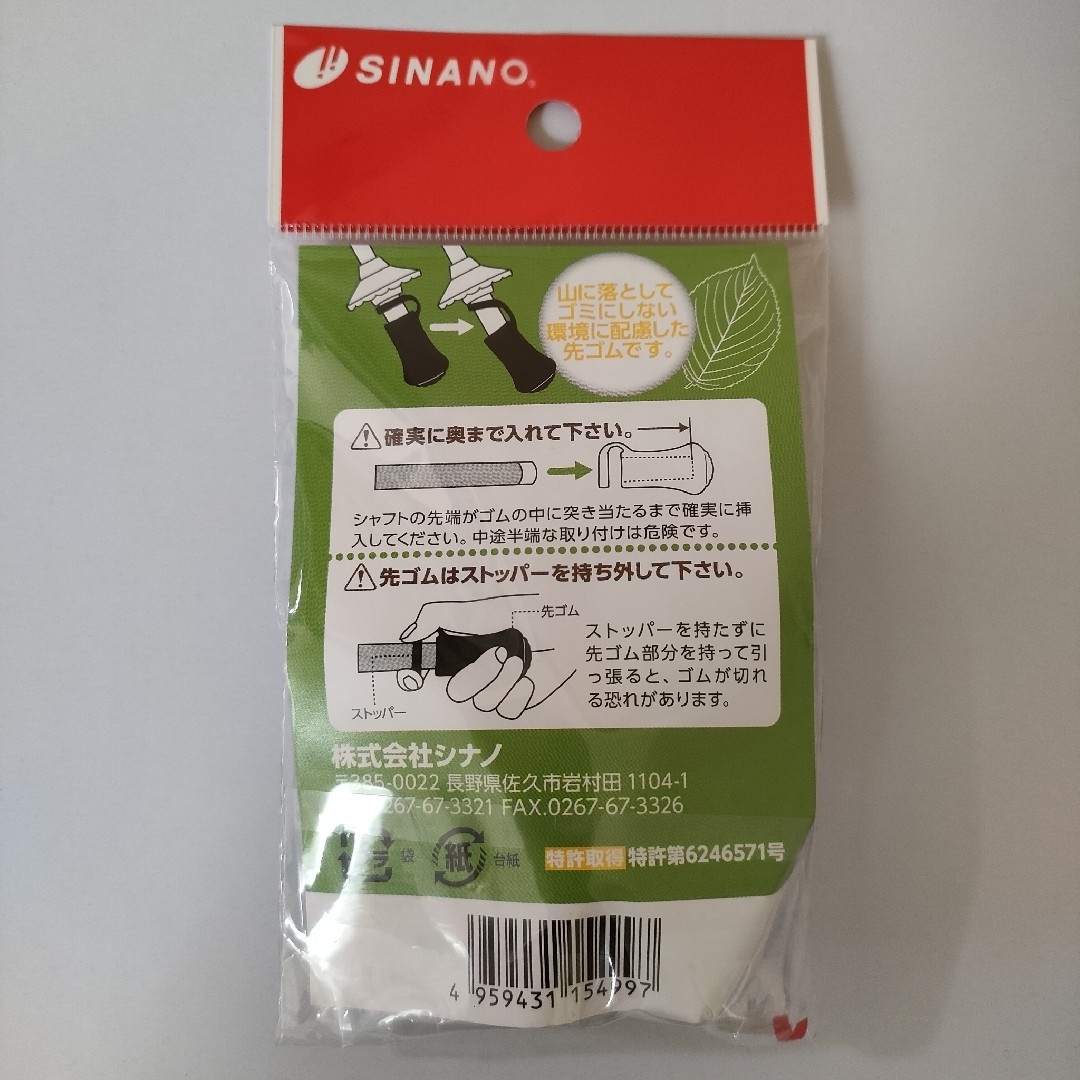 SINANO®
山に落として
ゴミにしない
環境に配慮した
先ゴムです。
確実に奥まで入れて下さい。
シャフトの先端がゴムの中に突き当たるまで確実に挿
入してください。中途半端な取り付けは危険です。
先ゴムはストッパーを持ち外して下さい。
先ゴム
ストッパーを持たずに
先ゴム部分を持って引
っ張ると、ゴムが切れ
る恐れがあります。
ストッパー
株式会社シナノ
〒385-0022 長野県佐久市岩村田 1104-1
267-67-3321 FAX.0267-67-3326
袋
紙
台紙
特許取得 特許第6246571号
4 959431 154997